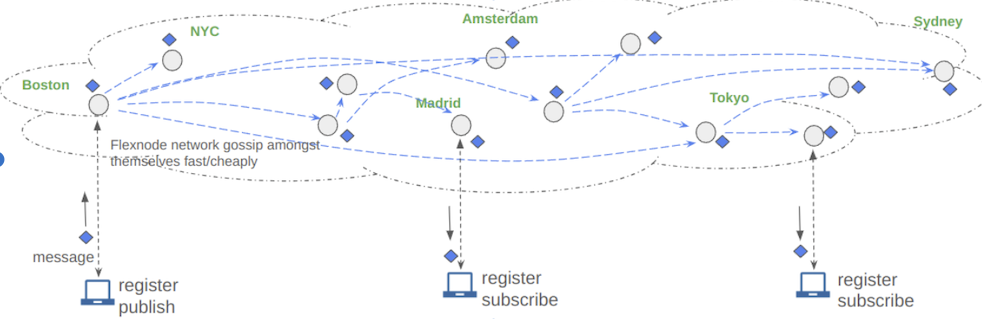 Amsterdam
NYC
Sydney
Boston
Madrid
Tokyo
Flexnode network gossip amongst
themselves fast/cheaply
message
register
publish
register
subscribe
register
subscribe